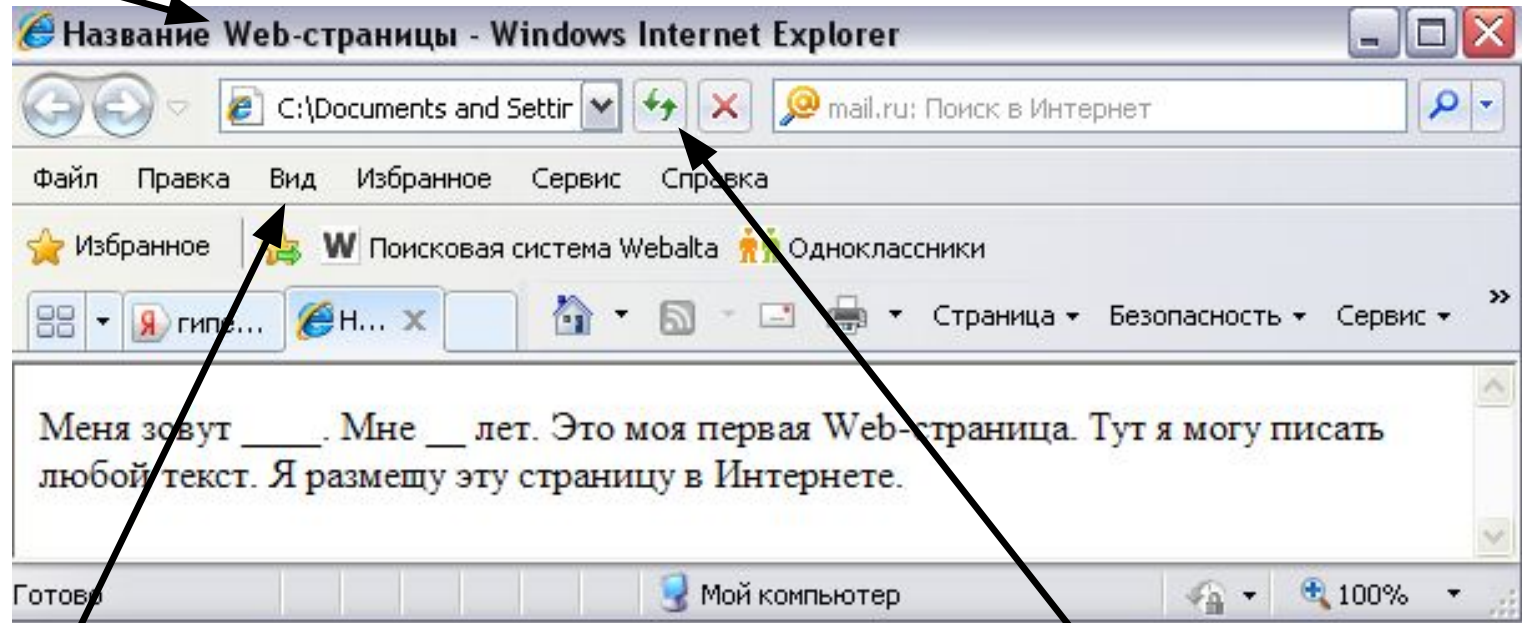 Название Web-страницы - Windows Internet Explorer
C:\Documents and Settir mail.ru: Поиск в Интернет
Файл Правка Вид Избранное Сервис Справка
Избранное W Поисковая система Webalta Одноклассники
Я гипе... Н... Страница Безопасность Сервис »
Меня зовут ____. Мне __ лет. Это моя первая Web-страница. Тут я могу писать
любой текст. Я размещу эту страницу в Интернете.
Готово Мой компьютер 100%